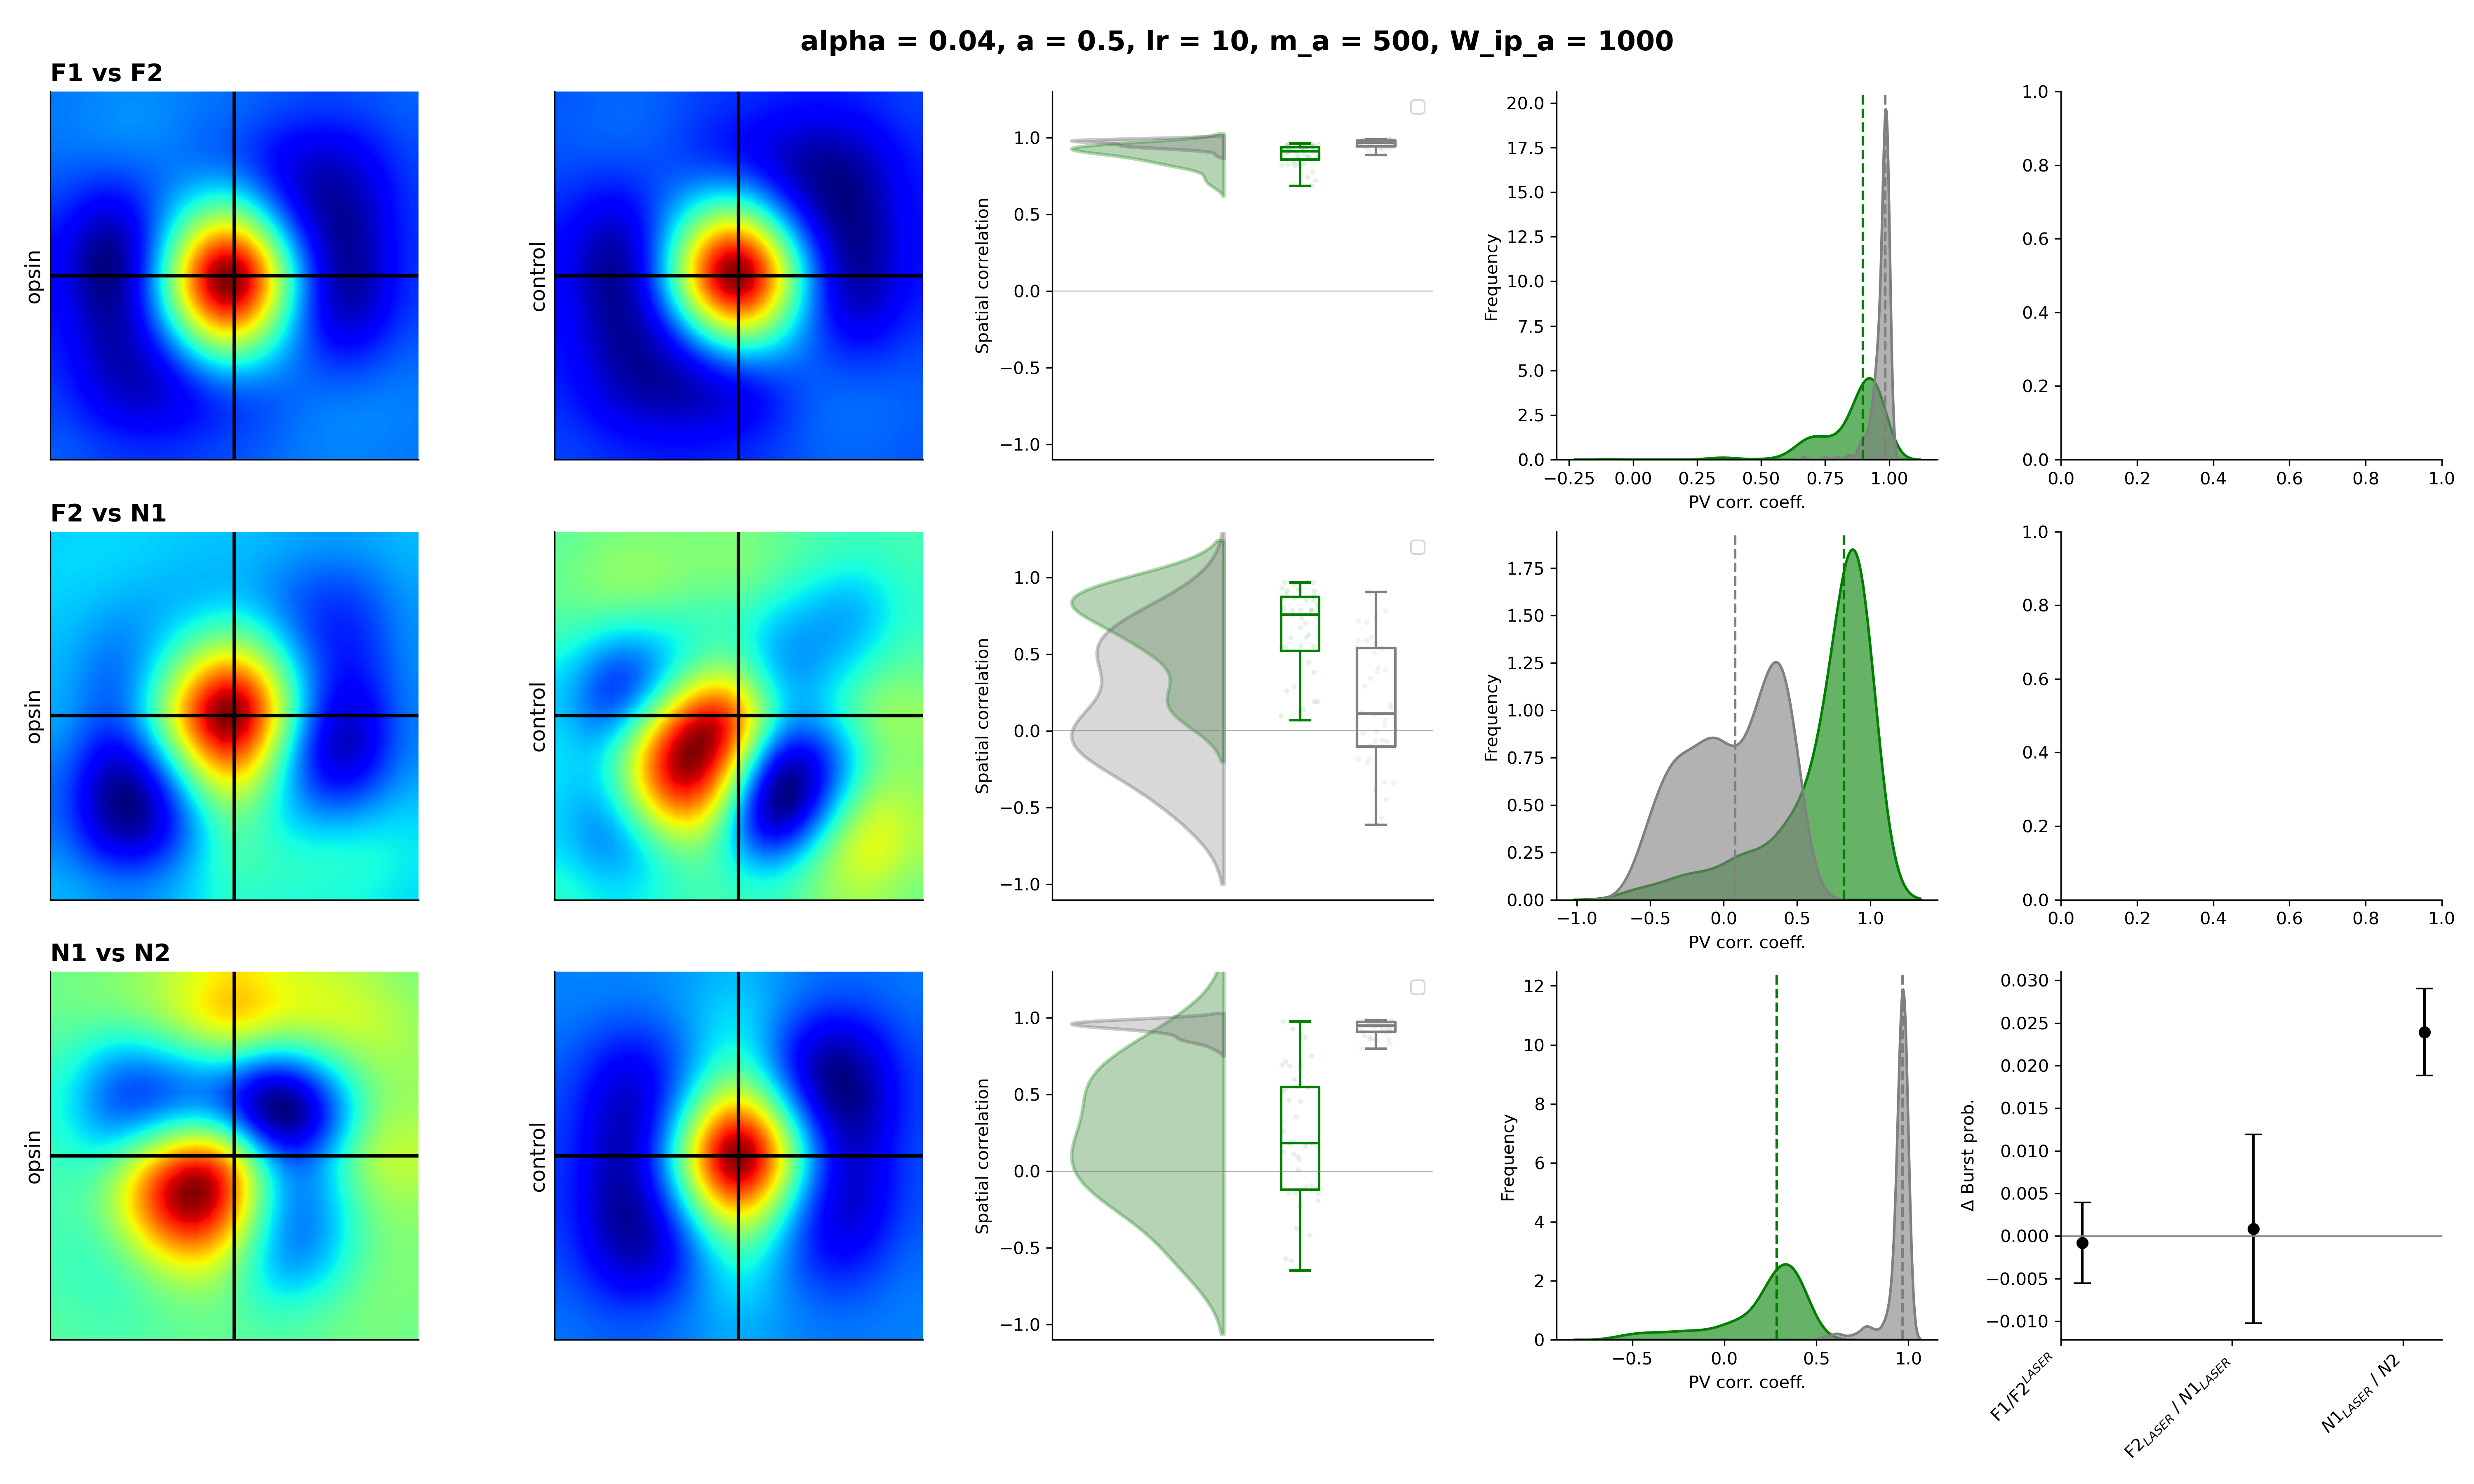 alpha = 0.04, a = 0.5, lr = 10, m_a = 500, W_ip_a = 1000
F1 vs F2
opsin
control
Spatial correlation
1.0
0.5
0.0
−0.5
−1.0
Frequency
20.0
17.5
15.0
12.5
10.0
7.5
5.0
2.5
0.0
−0.25 0.00 0.25 0.50 0.75 1.00
PV corr. coeff.
1.0
0.8
0.6
0.4
0.2
0.0
0.0 0.2 0.4 0.6 0.8 1.0
F2 vs N1
opsin
control
Spatial correlation
1.0
0.5
0.0
−0.5
−1.0
Frequency
1.75
1.50
1.25
1.00
0.75
0.50
0.25
0.00
−1.0 −0.5 0.0 0.5 1.0
PV corr. coeff.
1.0
0.8
0.6
0.4
0.2
0.0
0.0 0.2 0.4 0.6 0.8 1.0
N1 vs N2
opsin
control
Spatial correlation
1.0
0.5
0.0
−0.5
−1.0
Frequency
12
10
8
6
4
2
0
−0.5 0.0 0.5 1.0
PV corr. coeff.
Δ Burst prob.
0.030
0.025
0.020
0.015
0.010
0.005
0.000
−0.005
−0.010
F1/F2^LASER
F2_LASER / N1_LASER
N1_LASER / N2